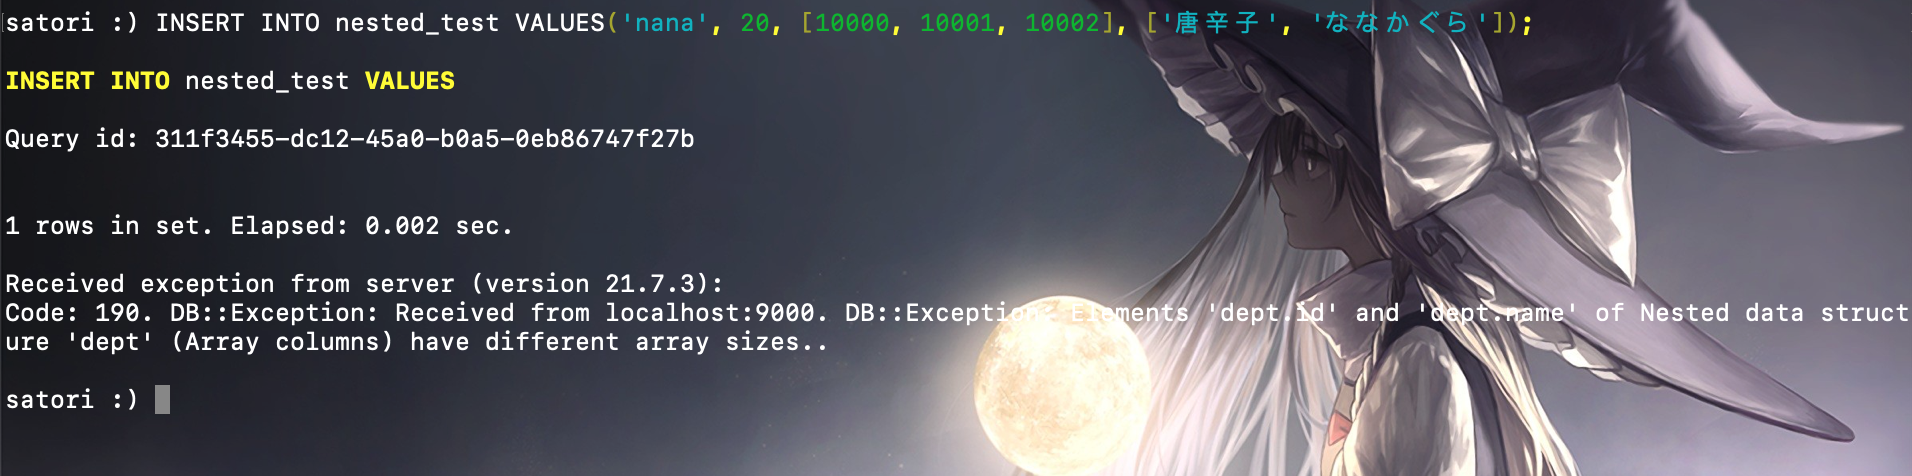 satori :) INSERT INTO nested_test VALUES('nana', 20, [10000, 10001, 10002], ['唐辛子', 'ななかぐら']);
INSERT INTO nested_test VALUES
Query id: 311f3455-dc12-45a0-b0a5-0eb86747f27b
1 rows in set. Elapsed: 0.002 sec.
Received exception from server (version 21.7.3):
Code: 190. DB::Exception: Received from localhost:9000. DB::Exception: Elements 'dept.id' and 'dept.name' of Nested data struct
ure 'dept' (Array columns) have different array sizes..
satori :)